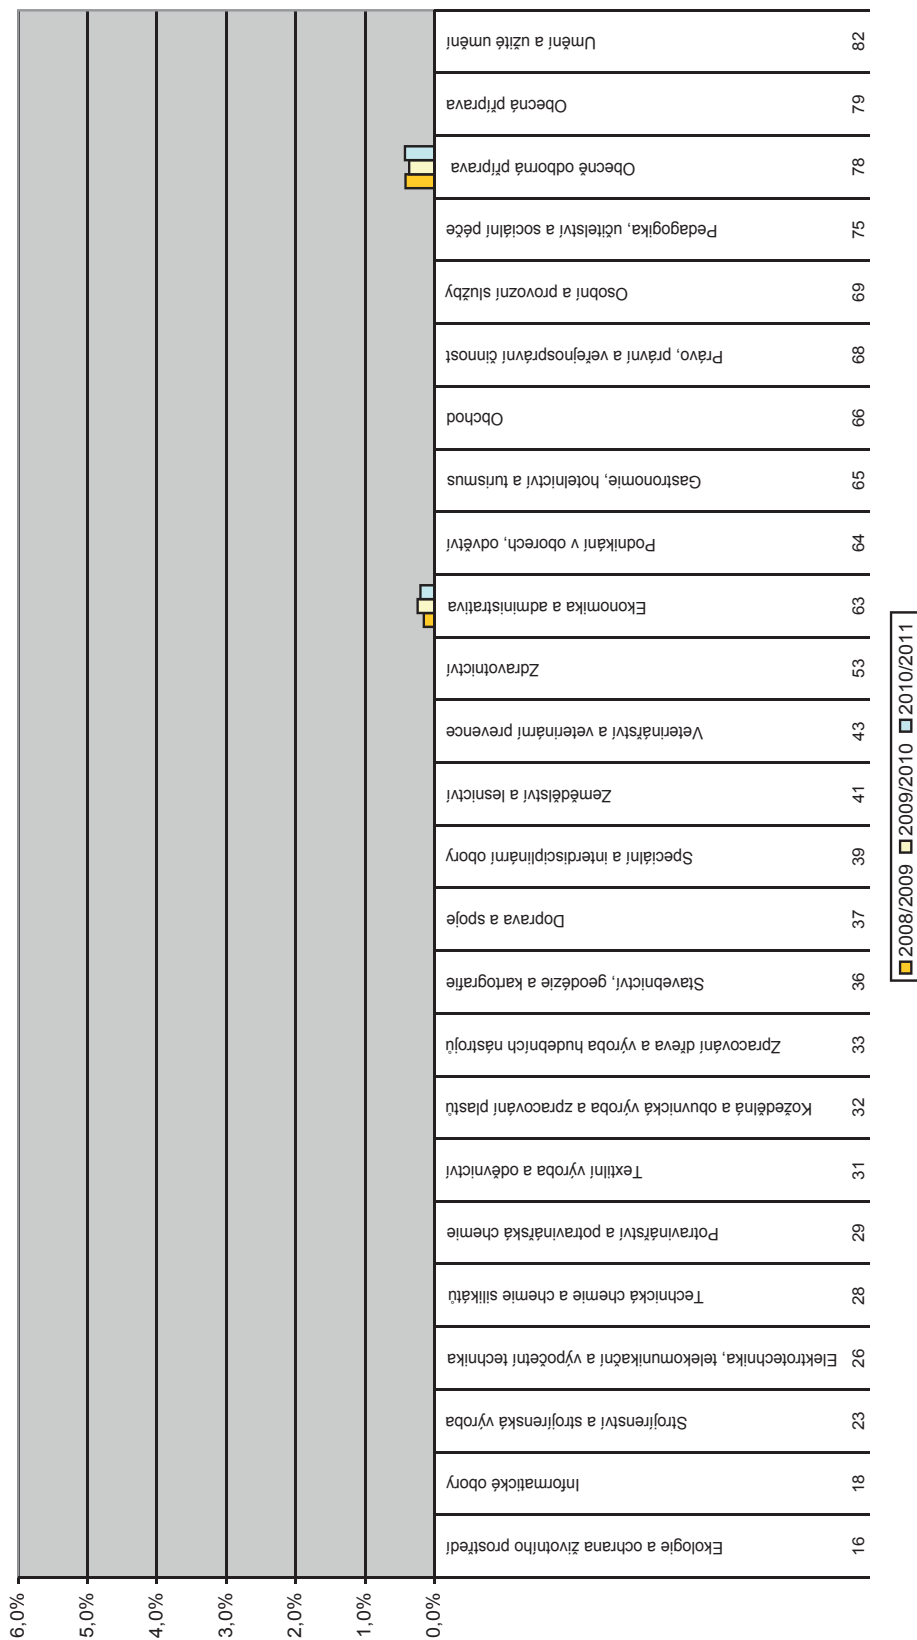 6,0%
5,0%
4,0%
3,0%
2,0%
1,0%
0,0%
Ekologie a ochrana životního prostředí
16
Informatické obory
18
Strojírenství a strojírenská výroba
23
Elektrotechnika, telekomunikační a výpočetní technika
26
Technická chemie a chemie silikátů
28
Potravinářství a potravinářská chemie
29
Textilní výroba a oděvnictví
31
Kožedělná a obuvnická výroba a zpracování plastů
32
Zpracování dřeva a výroba hudebních nástrojů
33
Stavebnictví, geodézie a kartografie
36
Doprava a spoje
37
Speciální a interdisciplinární obory
39
Zemědělství a lesnictví
41
Veterinářství a veterinární prevence
43
Zdravotnictví
53
Ekonomika a administrativa
63
Podnikání v oborech, odvětví
64
Gastronomie, hotelnictví a turismus
65
Obchod
66
Právo, právní a veřejnosprávní činnost
68
Osobní a provozní služby
69
Pedagogika, učitelství a sociální péče
75
Obecně odborná příprava
78
Obecná příprava
79
Umění a užité umění
82
2008/2009 2009/2010 2010/2011